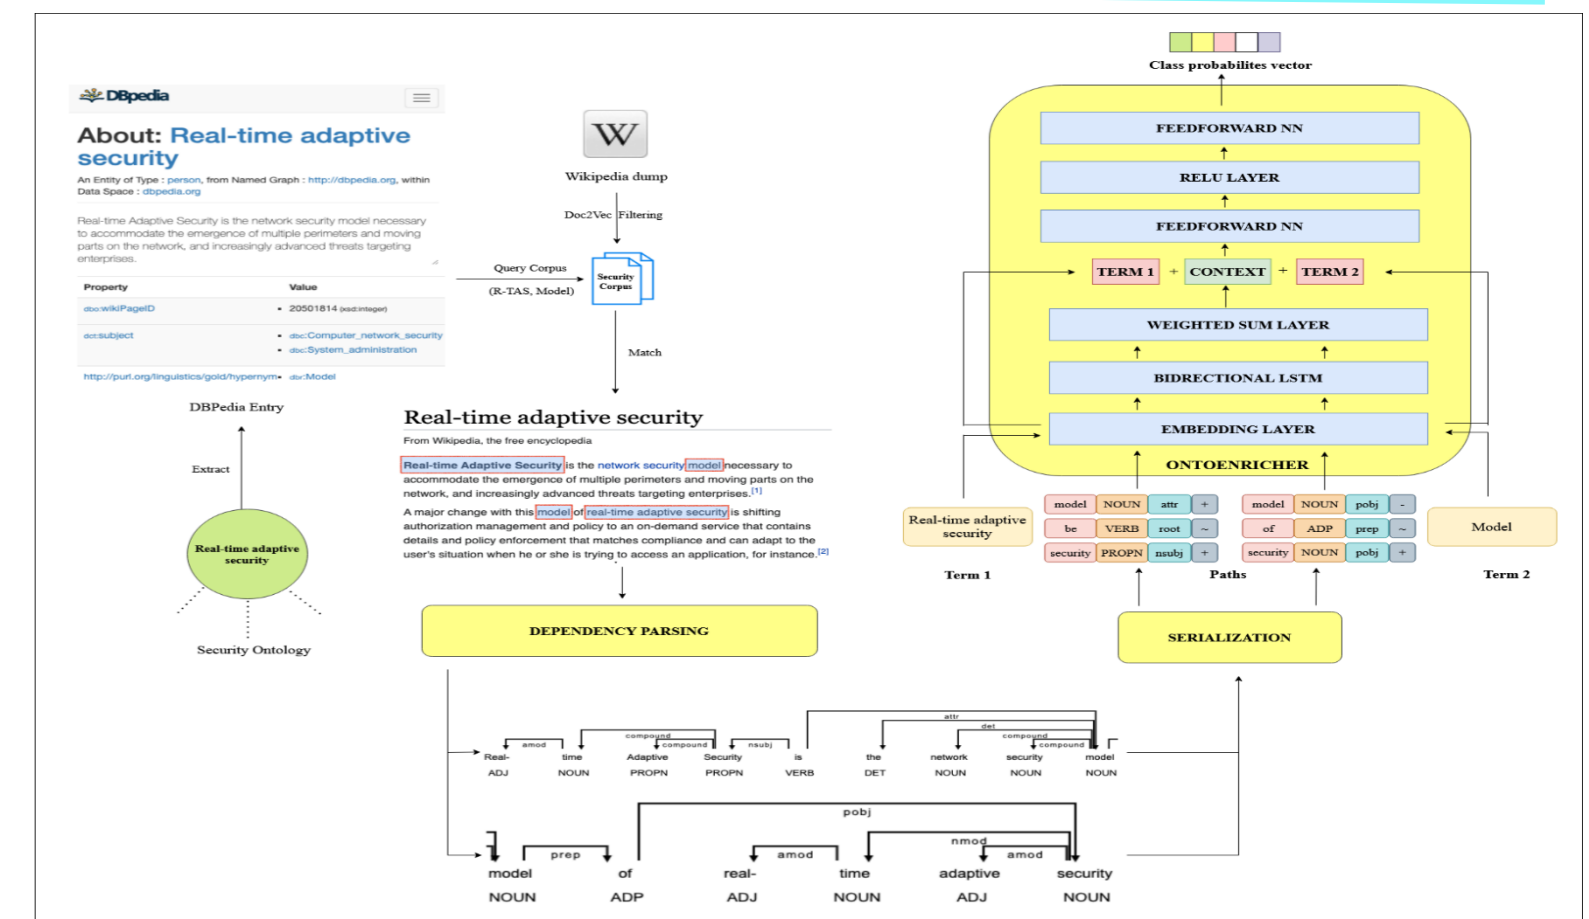 DBpedia
About: Real-time adaptive
security
An Entity of Type : person, from Named Graph : http://dbpedia.org, within
Data Space : dbpedia.org
Real-time Adaptive Security is the network security model necessary
to accommodate the emergence of multiple perimeters and moving
parts on the network, and increasingly advanced threats targeting
enterprises.
Property Value
dbo:wikiPageID • 20501814 (xsd:integer)
dct:subject • dbc:Computer_network_security
• dbc:System_administration
http://purl.org/linguistics/gold/hypernym • dbr:Model
DBPedia Entry
Extract
Real-time adaptive
security
Security Ontology
W
Wikipedia dump
Doc2Vec Filtering
Query Corpus
(R-TAS, Model)
Security
Corpus
Match
Real-time adaptive security
From Wikipedia, the free encyclopedia
Real-time Adaptive Security is the network security model necessary to
accommodate the emergence of multiple perimeters and moving parts on the
network, and increasingly advanced threats targeting enterprises.[1]
A major change with this model of real-time adaptive security is shifting
authorization management and policy to an on-demand service that contains
details and policy enforcement that matches compliance and can adapt to the
user's situation when he or she is trying to access an application, for instance.[2]
DEPENDENCY PARSING
attr
det
compound compound
amod compound nsubj compound
Real- time Adaptive Security is the network security model
ADJ NOUN PROPN PROPN VERB DET NOUN NOUN NOUN
pobj
nmod
prep amod amod
model of real- time adaptive security
NOUN ADP ADJ NOUN ADJ NOUN
Class probabilites vector
FEEDFORWARD NN
RELU LAYER
FEEDFORWARD NN
TERM 1 + CONTEXT + TERM 2
WEIGHTED SUM LAYER
BIDRECTIONAL LSTM
EMBEDDING LAYER
ONTOENRICHER
Real-time adaptive
security
Term 1
model NOUN attr +
be VERB root ~
security PROPN nsubj +
model NOUN pobj -
of ADP prep ~
security NOUN pobj +
Paths
Model
Term 2
SERIALIZATION